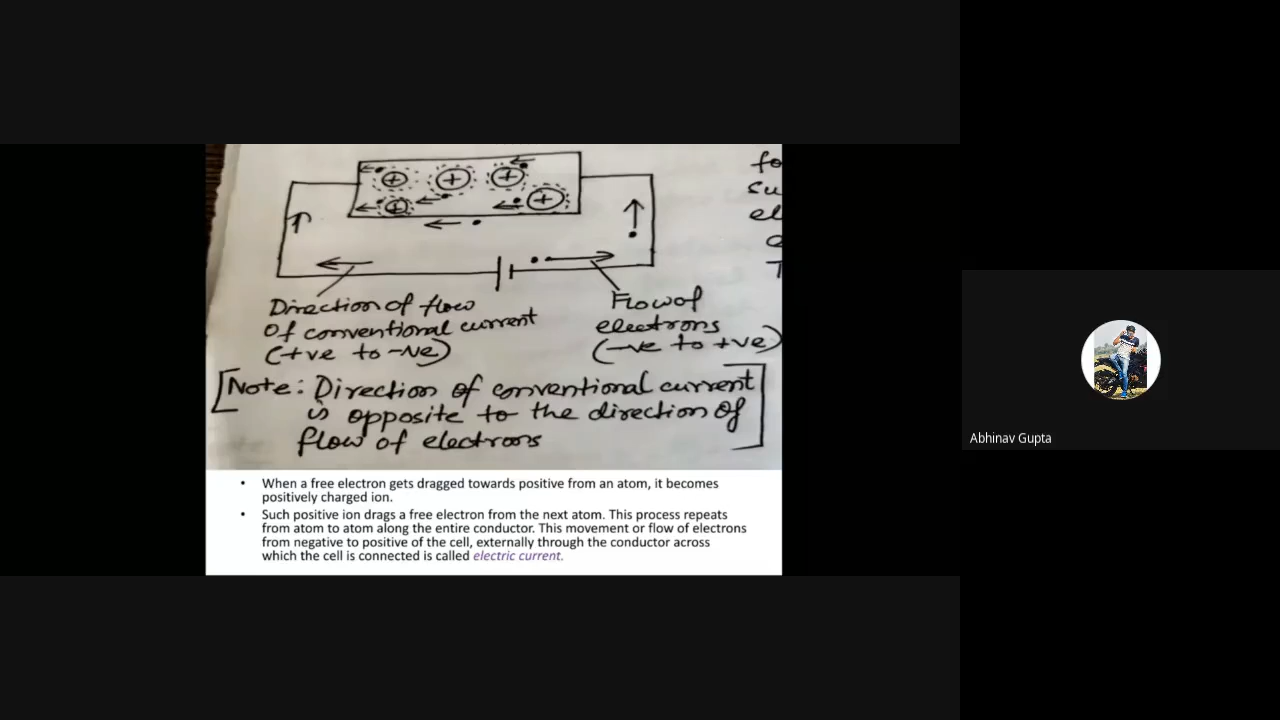 fo
su
el
Direction of flow
of conventional current
(+ve to -ve)
Flow of
electrons
(-ve to +ve)
[Note: Direction of conventional current
is opposite to the direction of
flow of electrons]
• When a free electron gets dragged towards positive from an atom, it becomes
positively charged ion.
• Such positive ion drags a free electron from the next atom. This process repeats
from atom to atom along the entire conductor. This movement or flow of electrons
from negative to positive of the cell, externally through the conductor across
which the cell is connected is called electric current.
Abhinav Gupta